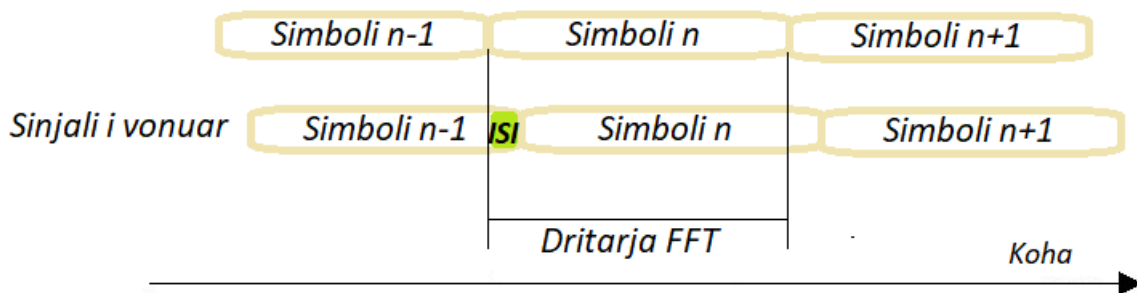 Simboli n-1 Simboli n Simboli n+1
Sinjali i vonuar Simboli n-1 ISI Simboli n Simboli n+1
Dritarja FFT
Koha